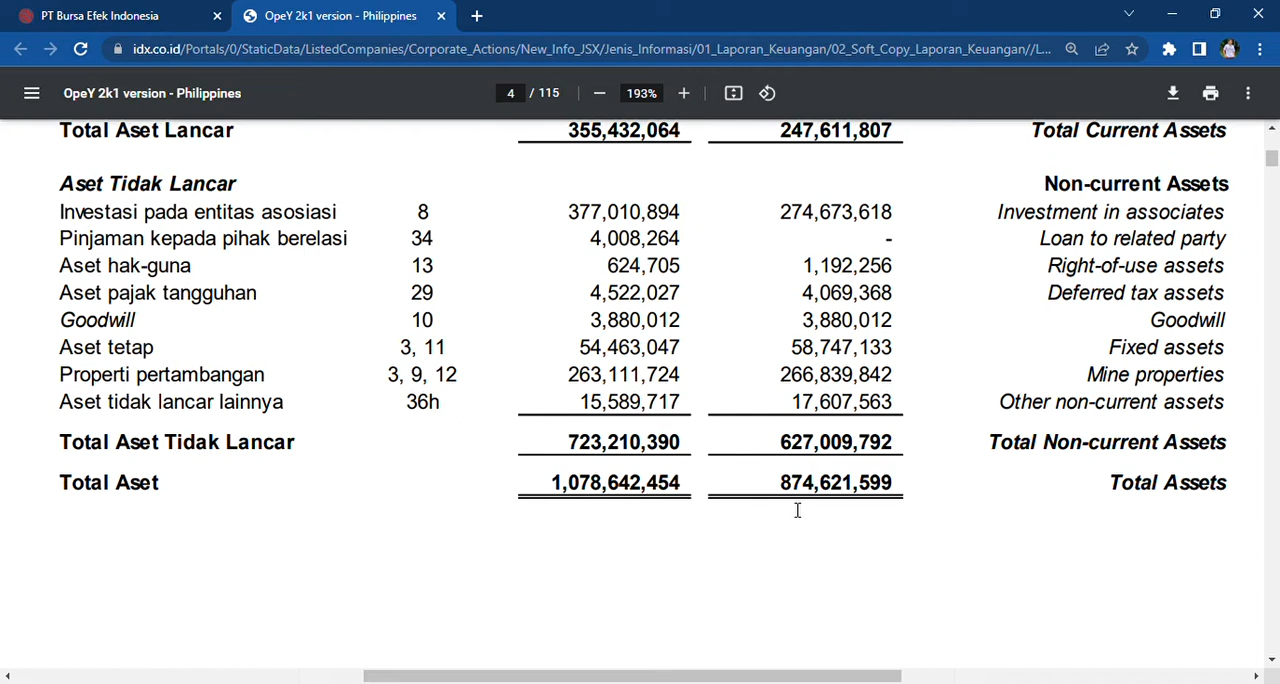 PT Bursa Efek Indonesia OpeY 2k1 version - Philippines
idx.co.id/Portals/0/StaticData/ListedCompanies/Corporate_Actions/New_Info_JSX/Jenis_Informasi/01_Laporan_Keuangan/02_Soft_Copy_Laporan_Keuangan//L...
OpeY 2k1 version - Philippines 4 / 115 193%
Total Aset Lancar 355,432,064 247,611,807 Total Current Assets
Aset Tidak Lancar Non-current Assets
Investasi pada entitas asosiasi 8 377,010,894 274,673,618 Investment in associates
Pinjaman kepada pihak berelasi 34 4,008,264 - Loan to related party
Aset hak-guna 13 624,705 1,192,256 Right-of-use assets
Aset pajak tangguhan 29 4,522,027 4,069,368 Deferred tax assets
Goodwill 10 3,880,012 3,880,012 Goodwill
Aset tetap 3, 11 54,463,047 58,747,133 Fixed assets
Properti pertambangan 3, 9, 12 263,111,724 266,839,842 Mine properties
Aset tidak lancar lainnya 36h 15,589,717 17,607,563 Other non-current assets
Total Aset Tidak Lancar 723,210,390 627,009,792 Total Non-current Assets
Total Aset 1,078,642,454 874,621,599 Total Assets